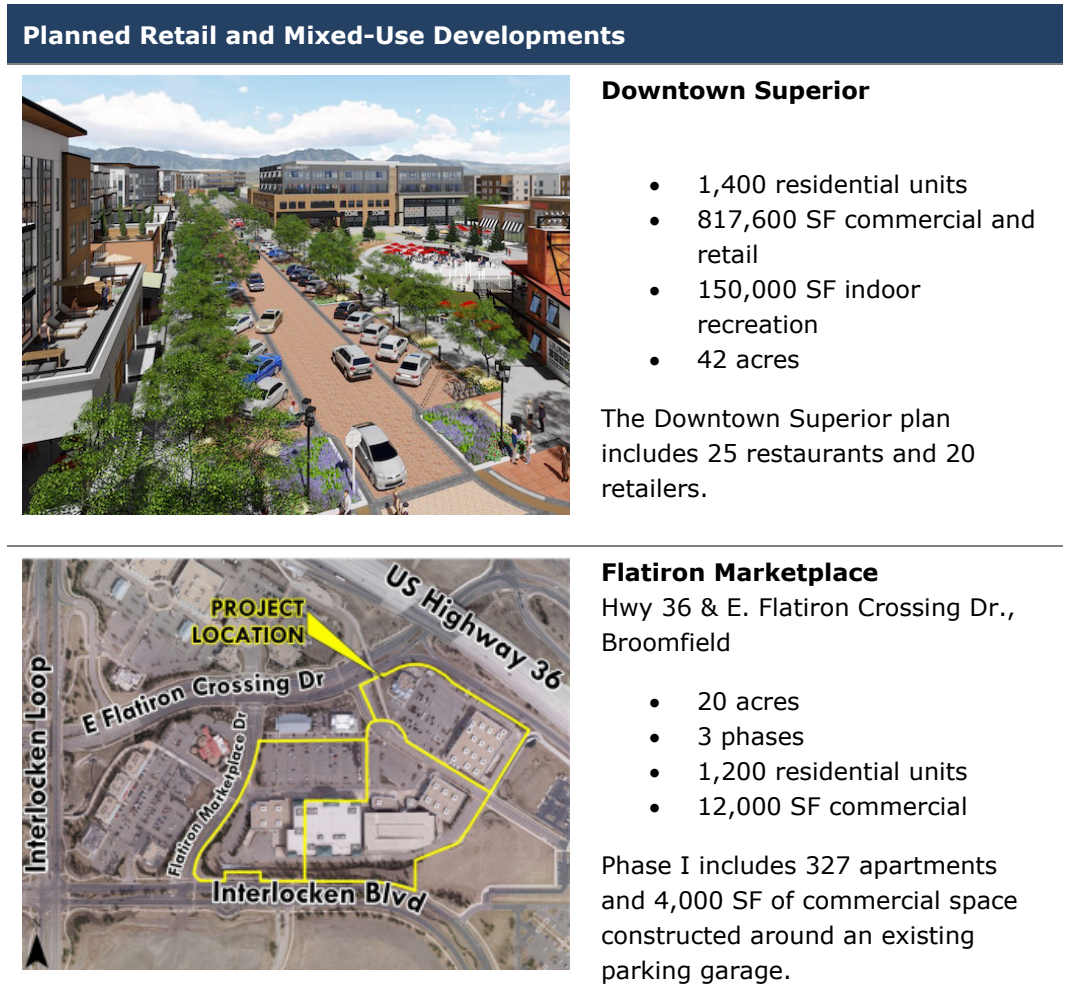 Planned Retail and Mixed-Use Developments
Downtown Superior
• 1,400 residential units
• 817,600 SF commercial and
retail
• 150,000 SF indoor
recreation
• 42 acres
The Downtown Superior plan
includes 25 restaurants and 20
retailers.
PROJECT
LOCATION
US Highway 36
E Flatiron Crossing Dr
Interlocken Loop
Flatiron Marketplace Dr
Interlocken Blvd
Flatiron Marketplace
Hwy 36 & E. Flatiron Crossing Dr.,
Broomfield
• 20 acres
• 3 phases
• 1,200 residential units
• 12,000 SF commercial
Phase I includes 327 apartments
and 4,000 SF of commercial space
constructed around an existing
parking garage.